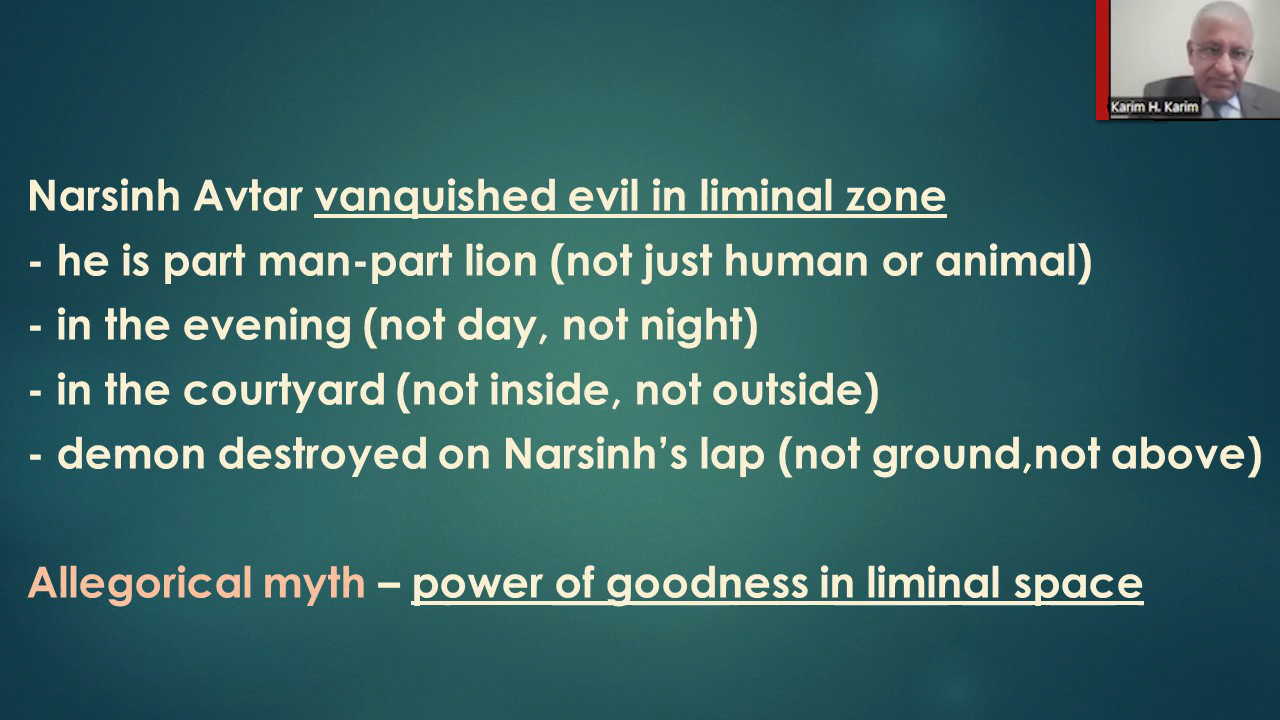 Karim H. Karim
Narsinh Avtar vanquished evil in liminal zone
- he is part man-part lion (not just human or animal)
- in the evening (not day, not night)
- in the courtyard (not inside, not outside)
- demon destroyed on Narsinh’s lap (not ground,not above)
Allegorical myth – power of goodness in liminal space